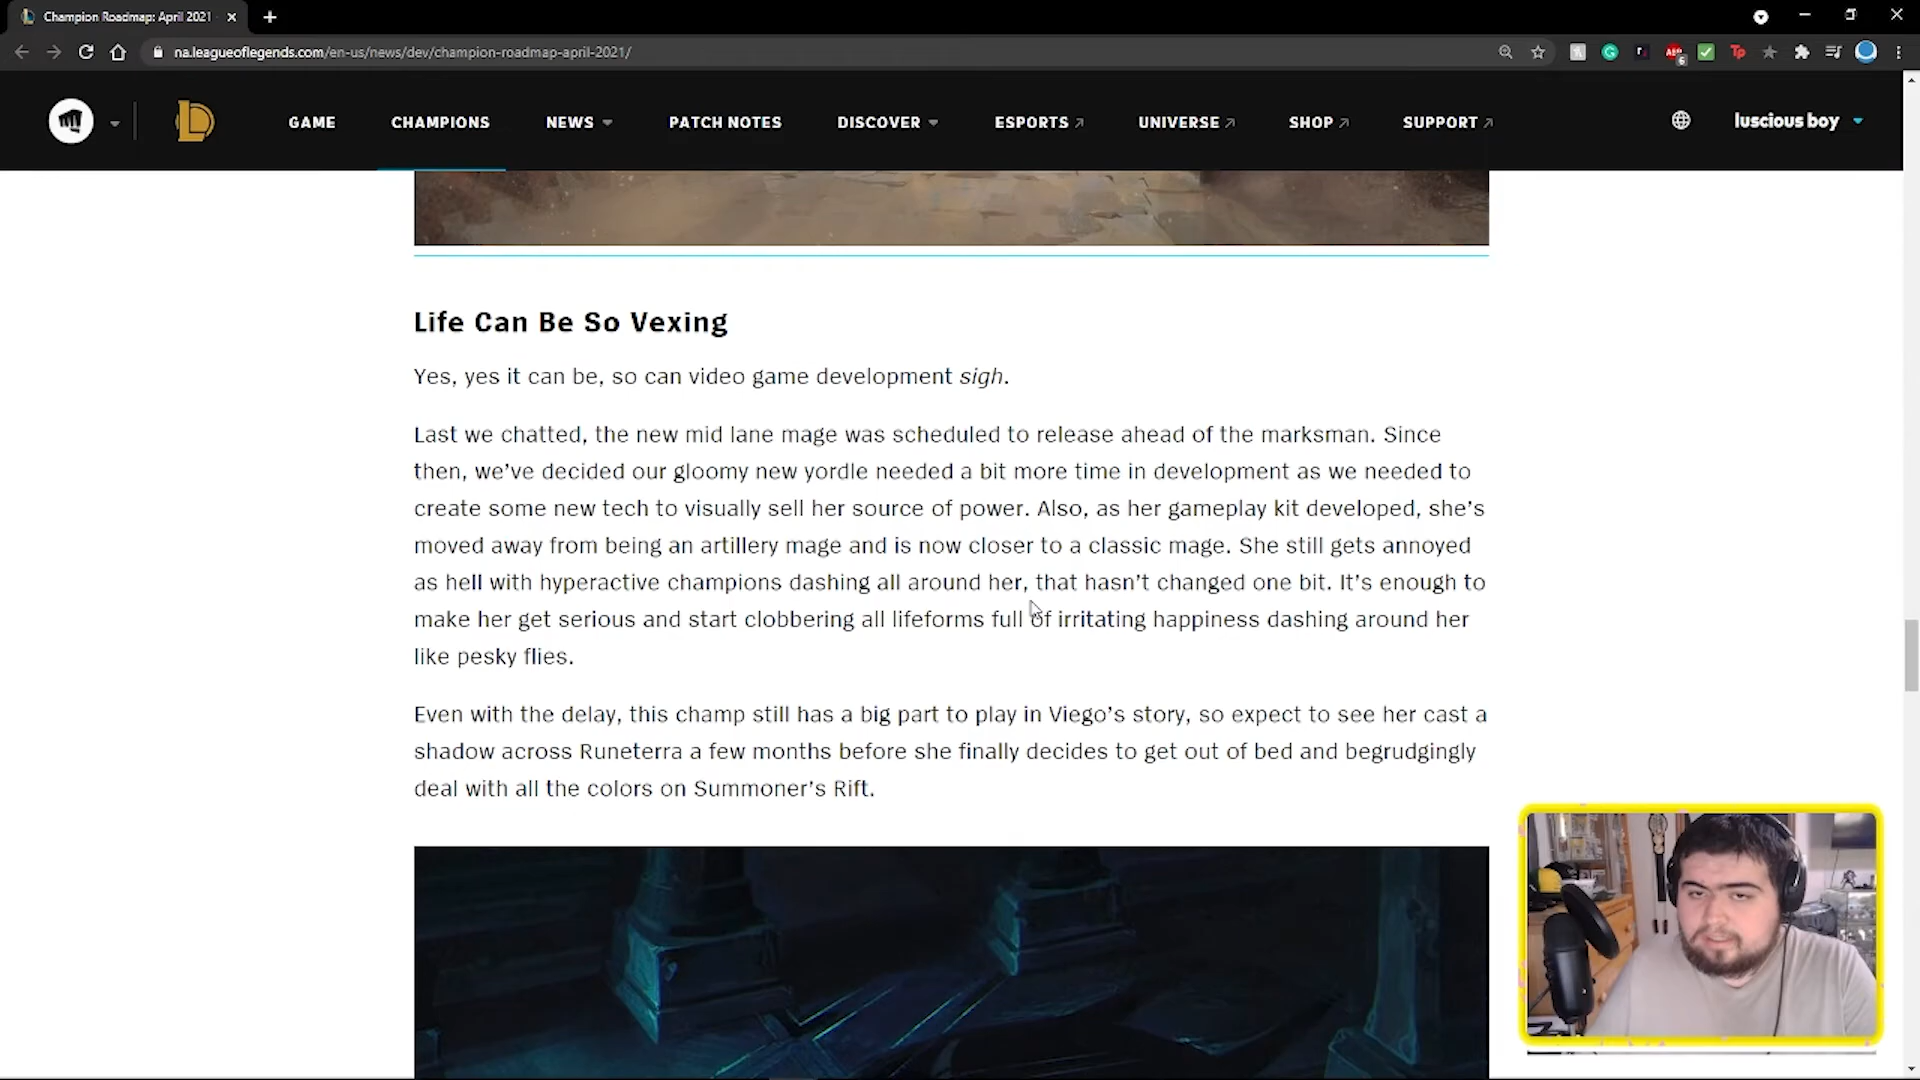 Champion Roadmap: April 2021
na.leagueoflegends.com/en-us/news/dev/champion-roadmap-april-2021/
ABP
6
Tp
GAME
CHAMPIONS
NEWS
PATCH NOTES
DISCOVER
ESPORTS
UNIVERSE
SHOP
SUPPORT
luscious boy
Life Can Be So Vexing
Yes, yes it can be, so can video game development sigh.
Last we chatted, the new mid lane mage was scheduled to release ahead of the marksman. Since
then, we’ve decided our gloomy new yordle needed a bit more time in development as we needed to
create some new tech to visually sell her source of power. Also, as her gameplay kit developed, she’s
moved away from being an artillery mage and is now closer to a classic mage. She still gets annoyed
as hell with hyperactive champions dashing all around her, that hasn’t changed one bit. It’s enough to
make her get serious and start clobbering all lifeforms full of irritating happiness dashing around her
like pesky flies.
Even with the delay, this champ still has a big part to play in Viego’s story, so expect to see her cast a
shadow across Runeterra a few months before she finally decides to get out of bed and begrudgingly
deal with all the colors on Summoner’s Rift.